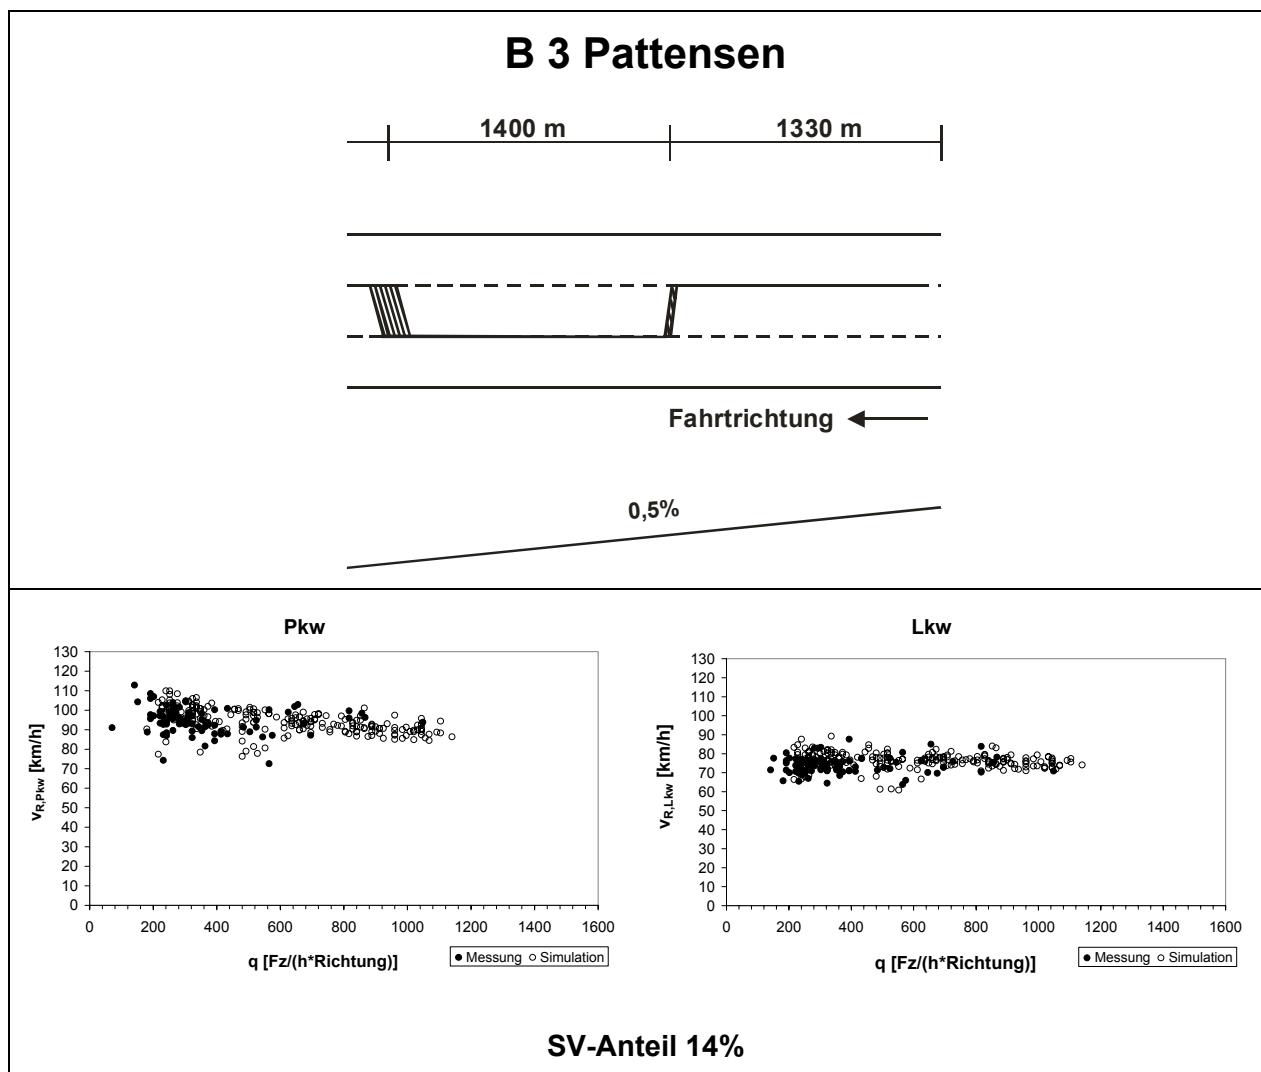 B 3 Pattensen
1400 m 1330 m
Fahrtrichtung
0,5%
Pkw
130
120
110
100
90
80
70
60
50
40
30
20
10
0
vR,Pkw [km/h]
0 200 400 600 800 1000 1200 1400 1600
q [Fz/(h*Richtung)]
Messung Simulation
Lkw
130
120
110
100
90
80
70
60
50
40
30
20
10
0
vR,Lkw [km/h]
0 200 400 600 800 1000 1200 1400 1600
q [Fz/(h*Richtung)]
Messung Simulation
SV-Anteil 14%